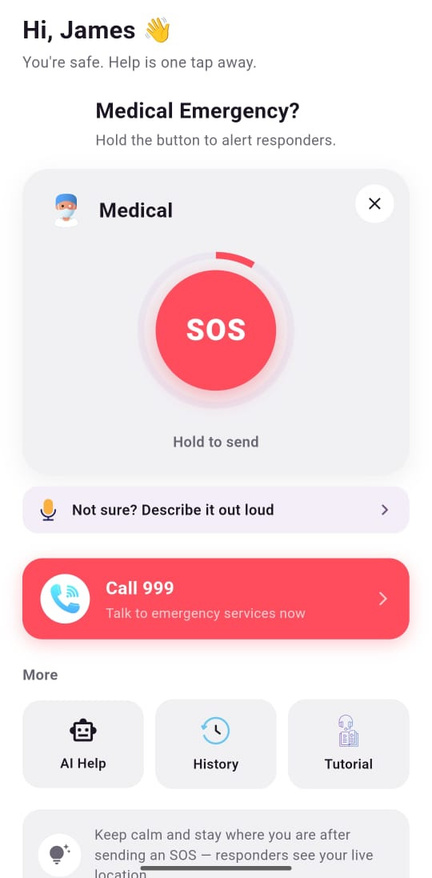 Hi, James 👋
You're safe. Help is one tap away.
Medical Emergency?
Hold the button to alert responders.
Medical
SOS
Hold to send
Not sure? Describe it out loud
Call 999
Talk to emergency services now
More
AI Help
History
Tutorial
Keep calm and stay where you are after
sending an SOS — responders see your live
location